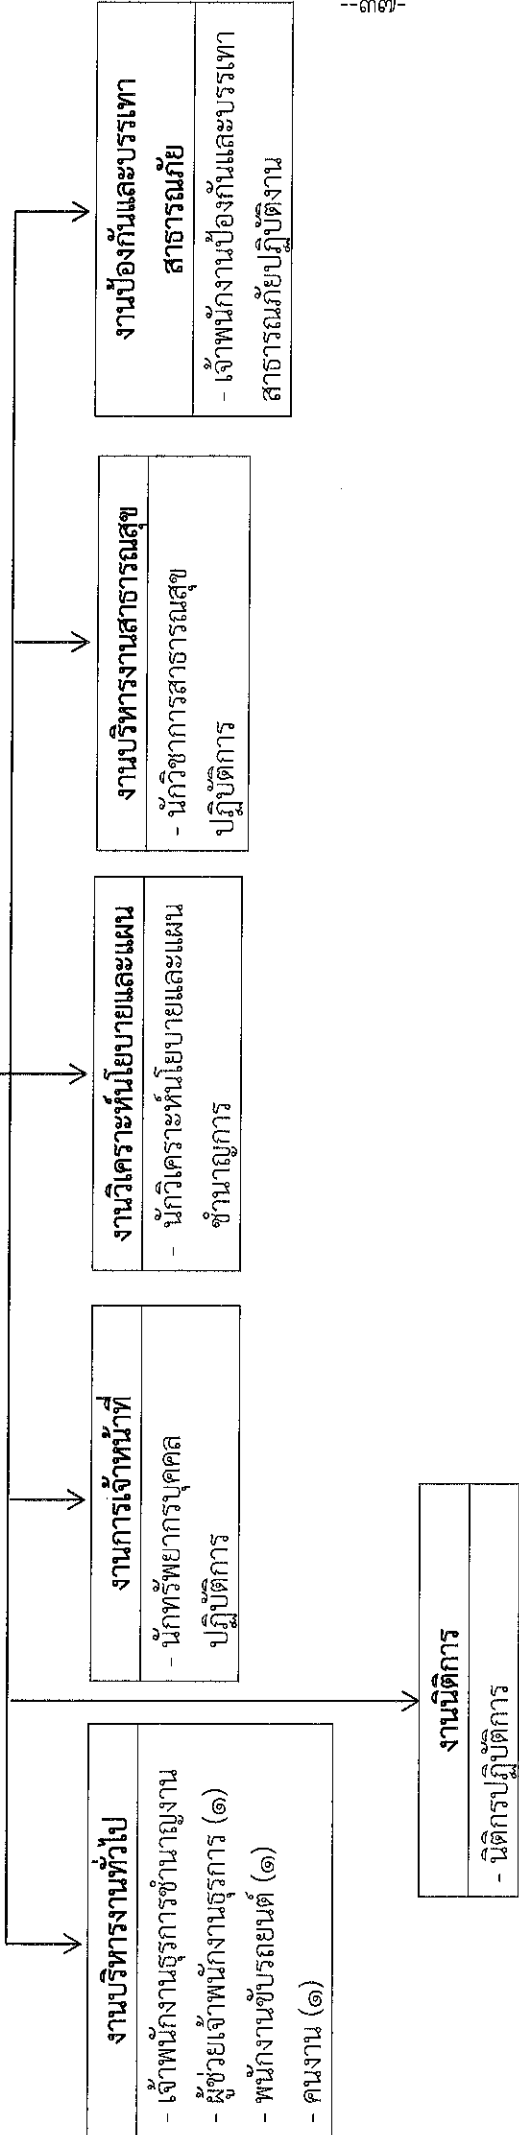 --๓๗-
งานบริหารงานทั่วไป
- เจ้าพนักงานธุรการชำนาญงาน
- ผู้ช่วยเจ้าพนักงานธุรการ (๑)
- พนักงานขับรถยนต์ (๑)
- คนงาน (๑)
งานการเจ้าหน้าที่
- นักทรัพยากรบุคคล
ปฏิบัติการ
งานวิเคราะห์นโยบายและแผน
- นักวิเคราะห์นโยบายและแผน
ชำนาญการ
งานบริหารงานสาธารณสุข
- นักวิชาการสาธารณสุข
ปฏิบัติการ
งานป้องกันและบรรเทา
สาธารณภัย
- เจ้าพนักงานป้องกันและบรรเทา
สาธารณภัยปฏิบัติงาน
งานนิติการ
- นิติกรปฏิบัติการ